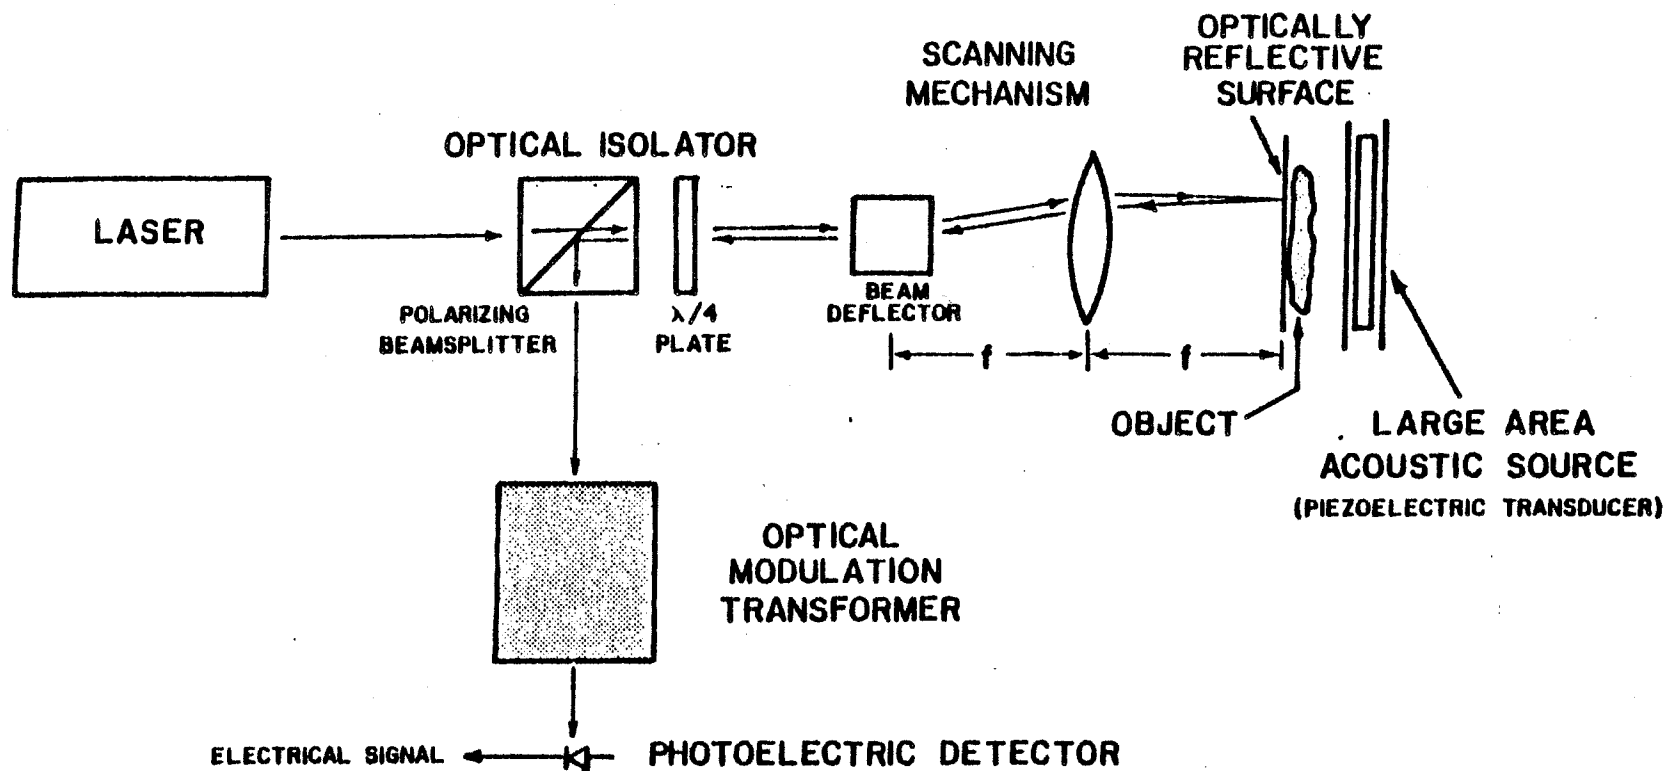 OPTICALLY
REFLECTIVE
SURFACE
SCANNING
MECHANISM
OPTICAL ISOLATOR
LASER
POLARIZING
BEAMSPLITTER
λ/4
PLATE
BEAM
DEFLECTOR
f
f
OBJECT
LARGE AREA
ACOUSTIC SOURCE
(PIEZOELECTRIC TRANSDUCER)
OPTICAL
MODULATION
TRANSFORMER
ELECTRICAL SIGNAL
PHOTOELECTRIC DETECTOR